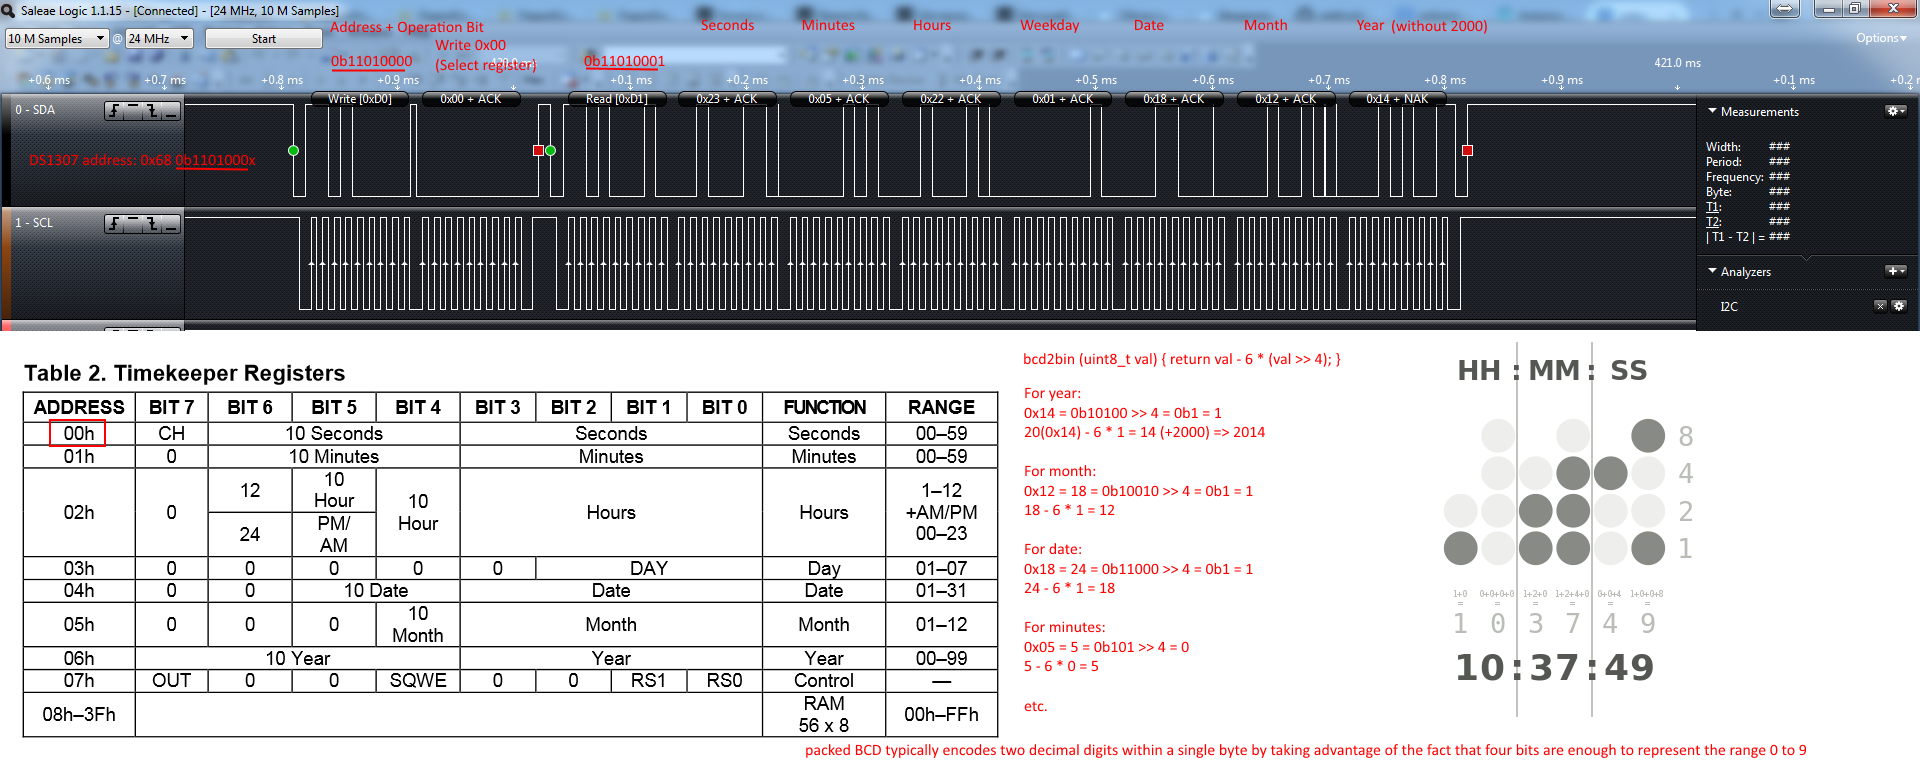 Saleae Logic 1.1.15 - [Connected] - [24 MHz, 10 M Samples]
10 M Samples @ 24 MHz Start
Options
Address + Operation Bit
Write 0x00
(Select register)
0b11010000
0b11010001
Seconds Minutes Hours Weekday Date Month Year (without 2000)
421.0 ms
+0.6 ms +0.7 ms +0.8 ms +0.9 ms +0.1 ms +0.2 ms +0.3 ms +0.4 ms +0.5 ms +0.6 ms +0.7 ms +0.8 ms +0.9 ms +0.1 ms +0.2 r
0 - SDA
Write [0xD0] 0x00 + ACK Read [0xD1] 0x23 + ACK 0x05 + ACK 0x22 + ACK 0x01 + ACK 0x18 + ACK 0x12 + ACK 0x14 + NAK
DS1307 address: 0x68 0b1101000x
1 - SCL
Measurements
Width: ###
Period: ###
Frequency: ###
Byte: ###
T1: ###
T2: ###
| T1 - T2 | = ###
Analyzers
I2C
Table 2. Timekeeper Registers
ADDRESS BIT 7 BIT 6 BIT 5 BIT 4 BIT 3 BIT 2 BIT 1 BIT 0 FUNCTION RANGE
00h CH 10 Seconds Seconds Seconds 00–59
01h 0 10 Minutes Minutes Minutes 00–59
02h 0 12 10 Hour 10 Hour Hours Hours 1–12 +AM/PM 00–23
24 PM/AM
03h 0 0 0 0 0 DAY Day 01–07
04h 0 0 10 Date Date Date 01–31
05h 0 0 0 10 Month Month Month 01–12
06h 10 Year Year Year 00–99
07h OUT 0 0 SQWE 0 0 RS1 RS0 Control —
08h–3Fh RAM 56 x 8 00h–FFh
bcd2bin (uint8_t val) { return val - 6 * (val >> 4); }
For year:
0x14 = 0b10100 >> 4 = 0b1 = 1
20(0x14) - 6 * 1 = 14 (+2000) => 2014
For month:
0x12 = 18 = 0b10010 >> 4 = 0b1 = 1
18 - 6 * 1 = 12
For date:
0x18 = 24 = 0b11000 >> 4 = 0b1 = 1
24 - 6 * 1 = 18
For minutes:
0x05 = 5 = 0b101 >> 4 = 0
5 - 6 * 0 = 5
etc.
HH : MM : SS
8
4
2
1
1+0 0+0+0+0 1+2+0 1+2+4+0 0+0+4 1+0+0+8
= = = = = =
1 0 3 7 4 9
10:37:49
packed BCD typically encodes two decimal digits within a single byte by taking advantage of the fact that four bits are enough to represent the range 0 to 9